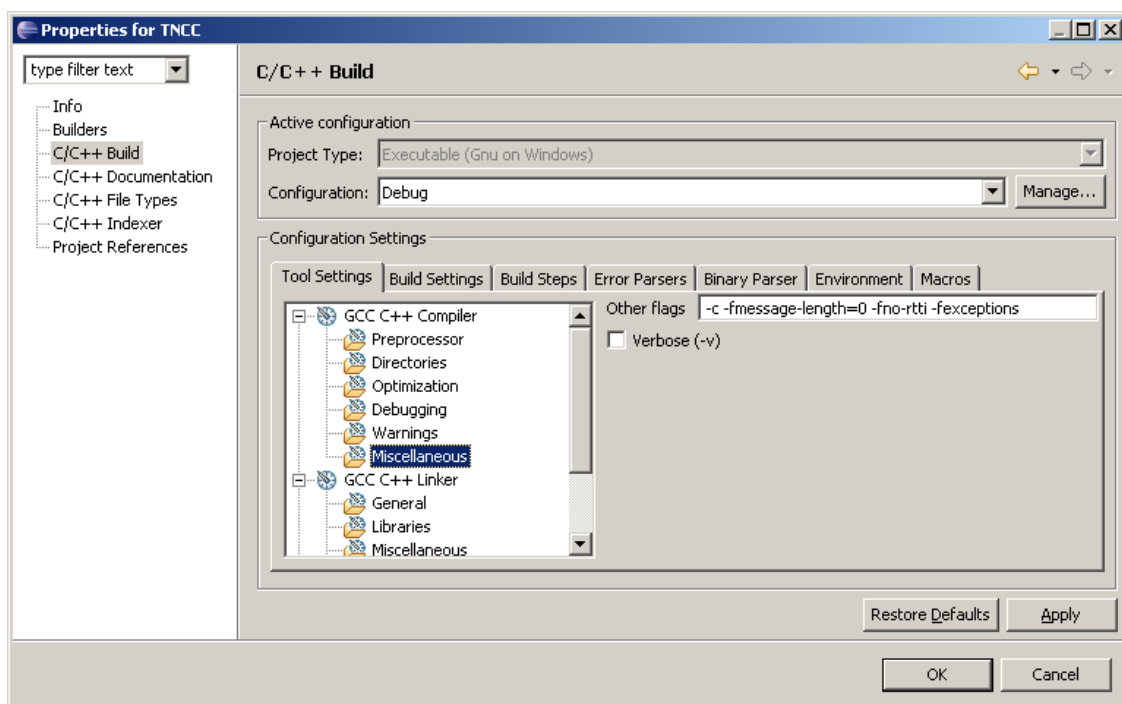 Properties for TNCC
type filter text
Info
Builders
C/C++ Build
C/C++ Documentation
C/C++ File Types
C/C++ Indexer
Project References
C/C++ Build
Active configuration
Project Type: Executable (Gnu on Windows)
Configuration: Debug Manage...
Configuration Settings
Tool Settings Build Settings Build Steps Error Parsers Binary Parser Environment Macros
GCC C++ Compiler
Preprocessor
Directories
Optimization
Debugging
Warnings
Miscellaneous
GCC C++ Linker
General
Libraries
Miscellaneous
Other flags -c -fmessage-length=0 -fno-rtti -fexceptions
Verbose (-v)
Restore Defaults Apply
OK Cancel